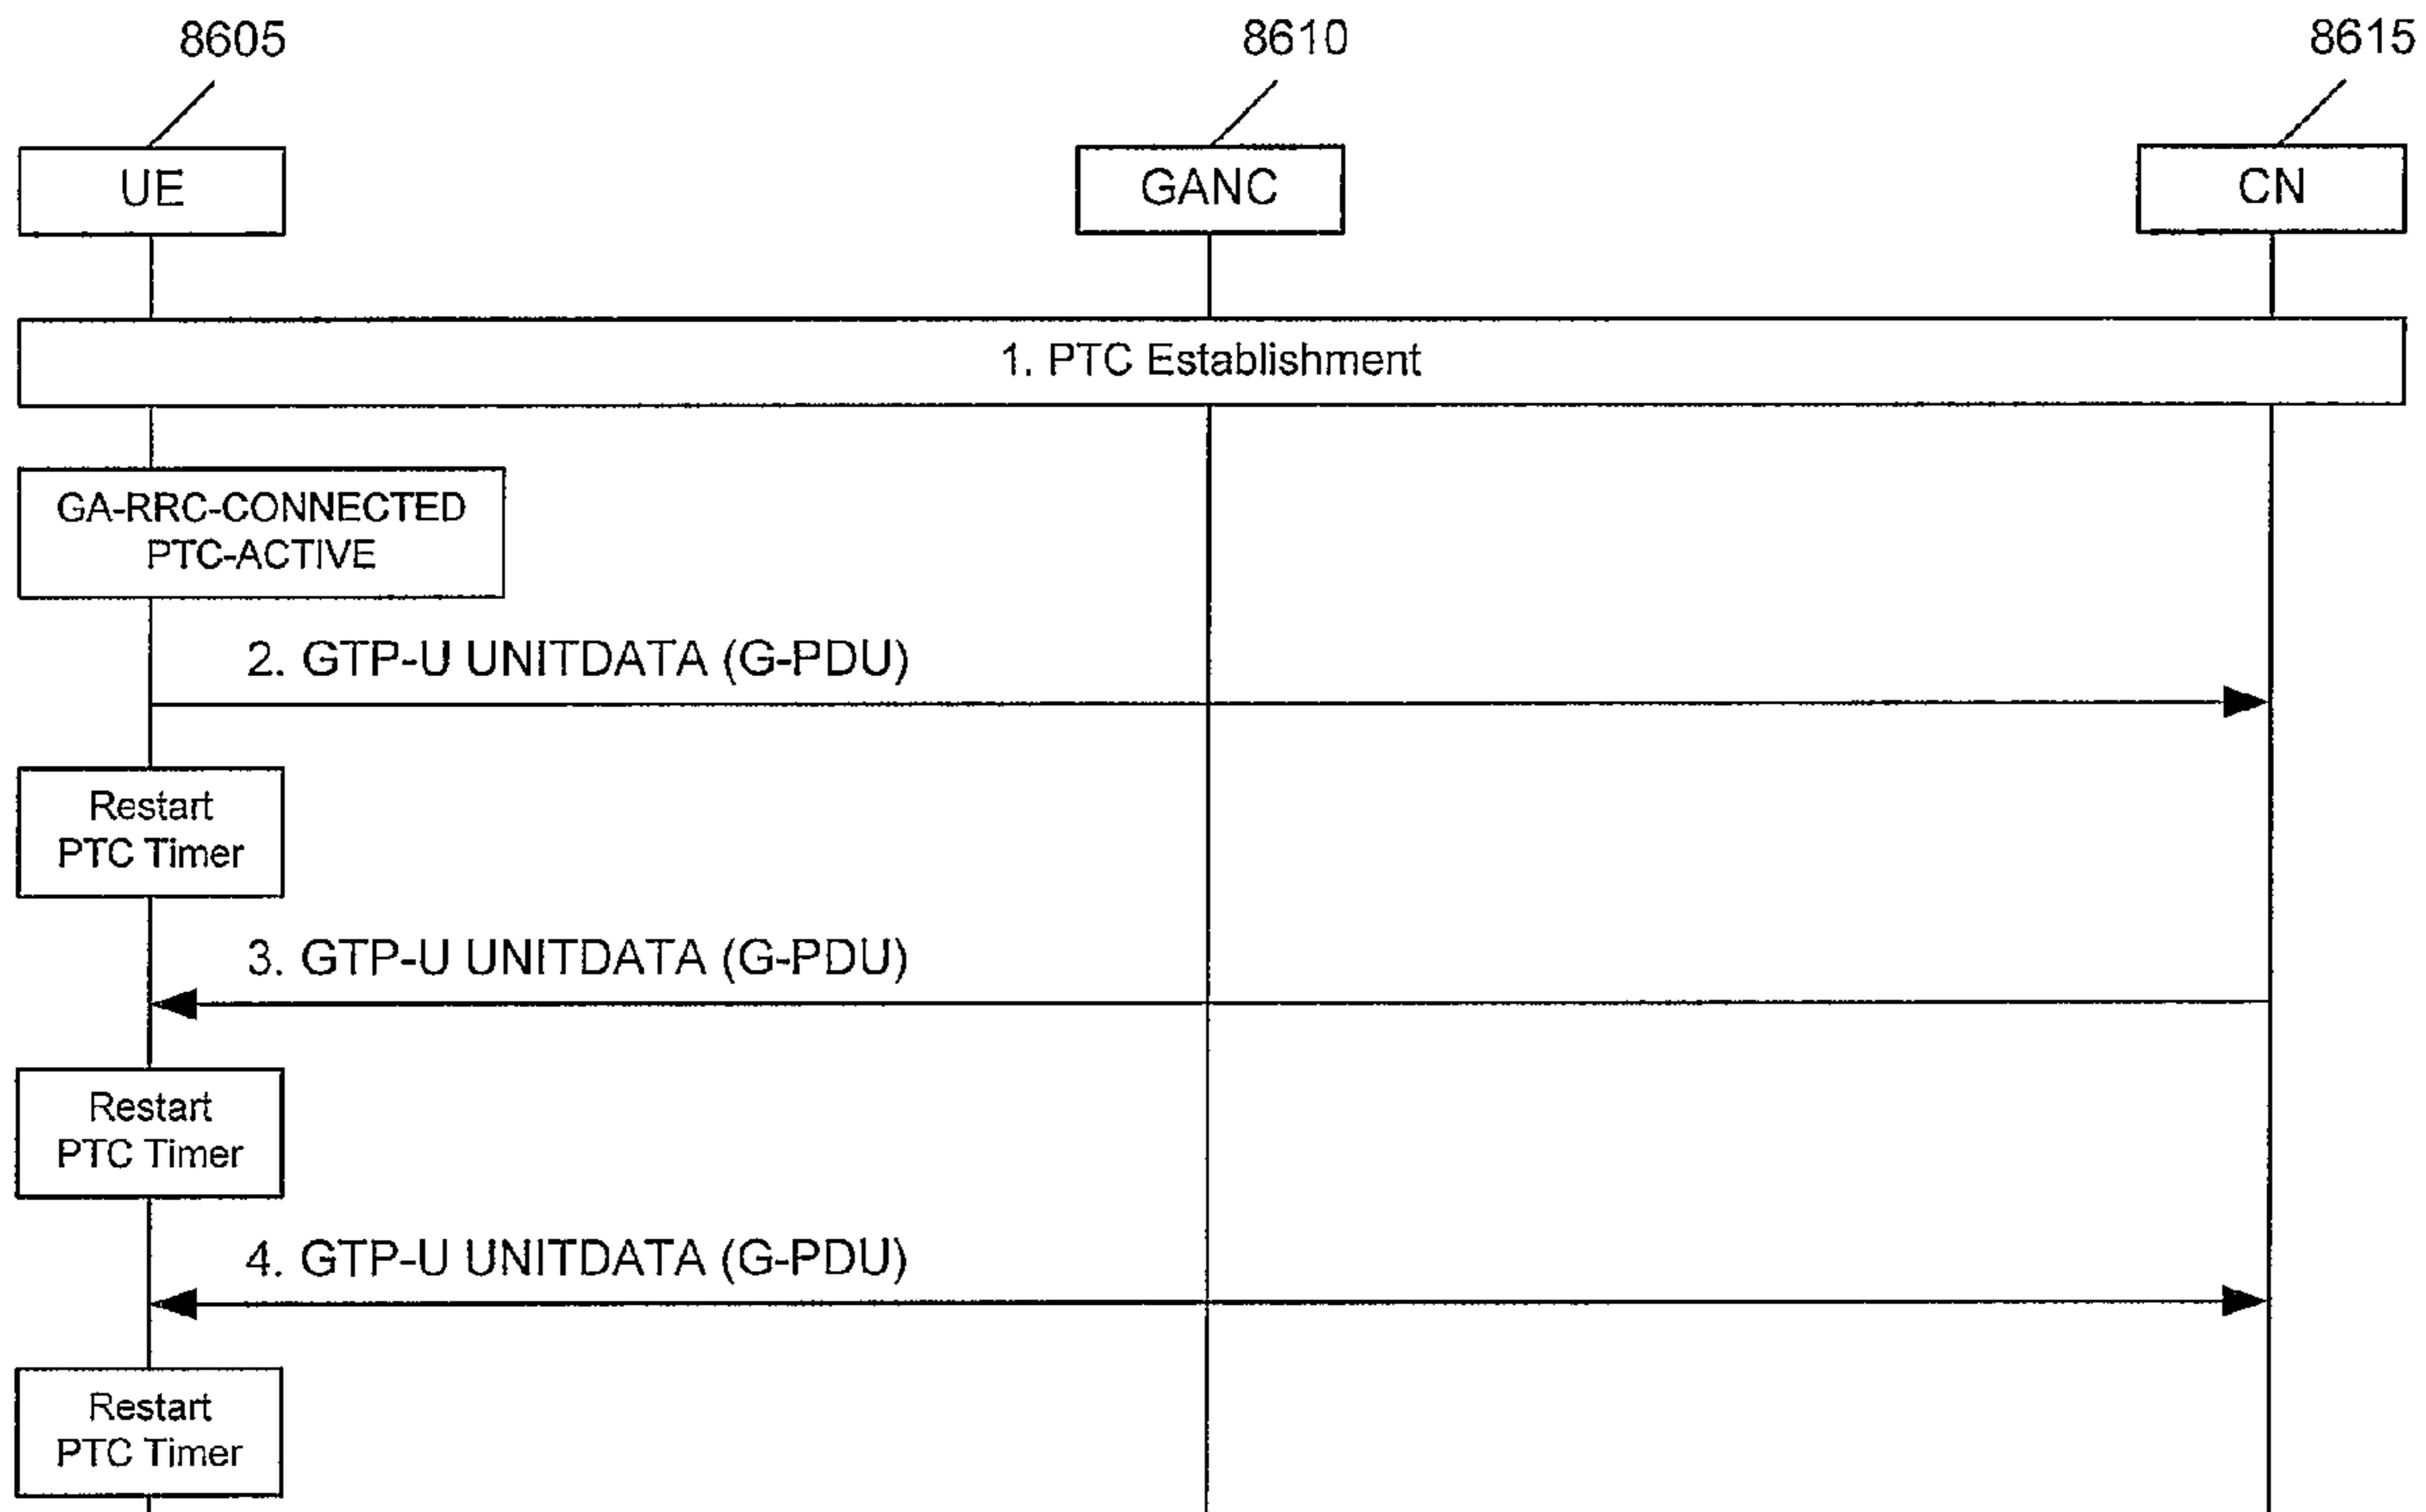 8605
8610
8615
UE
GANC
CN
1. PTC Establishment
GA-RRC-CONNECTED
PTC-ACTIVE
2. GTP-U UNITDATA (G-PDU)
Restart
PTC Timer
3. GTP-U UNITDATA (G-PDU)
Restart
PTC Timer
4. GTP-U UNITDATA (G-PDU)
Restart
PTC Timer